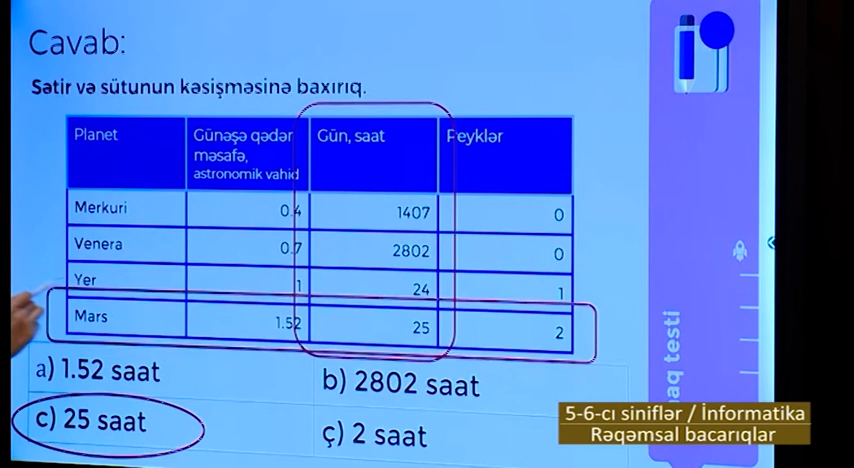 Cavab:
Sətir və sütunun kəsişməsinə baxırıq.
Planet
Günəşə qədər
məsafə,
astronomik vahid
Gün, saat
Peyklər
Merkuri 0.4 1407 0
Venera 0.7 2802 0
Yer 1 24 1
Mars 1.52 25 2
a) 1.52 saat
b) 2802 saat
c) 25 saat
ç) 2 saat
testi
5-6-cı siniflər / İnformatika
Rəqəmsal bacarıqlar